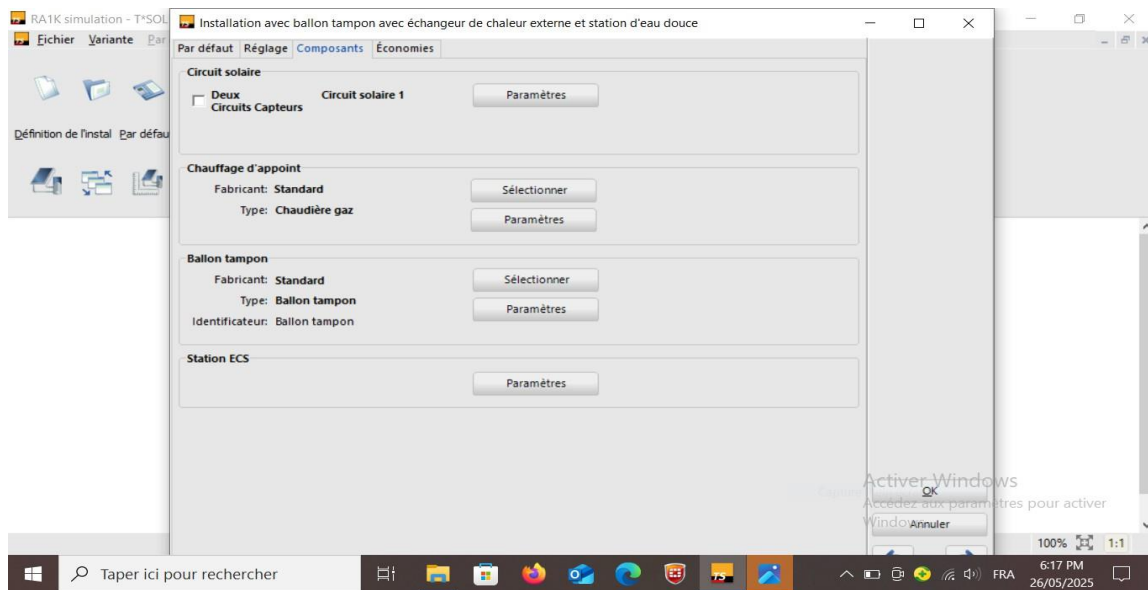 RA1K simulation - T*SOL
Installation avec ballon tampon avec échangeur de chaleur externe et station d'eau douce
Fichier Variante Par
Par défaut Réglage Composants Économies
Circuit solaire
Deux
Circuits Capteurs
Circuit solaire 1
Paramètres
Définition de l'instal Par défau
Chauffage d'appoint
Fabricant: Standard
Sélectionner
Type: Chaudière gaz
Paramètres
Ballon tampon
Fabricant: Standard
Sélectionner
Type: Ballon tampon
Paramètres
Identificateur: Ballon tampon
Station ECS
Paramètres
Activer Windows
OK
Accédez aux paramètres pour activer
Windows
Annuler
100% 1:1
Taper ici pour rechercher
TS
FRA
6:17 PM
26/05/2025